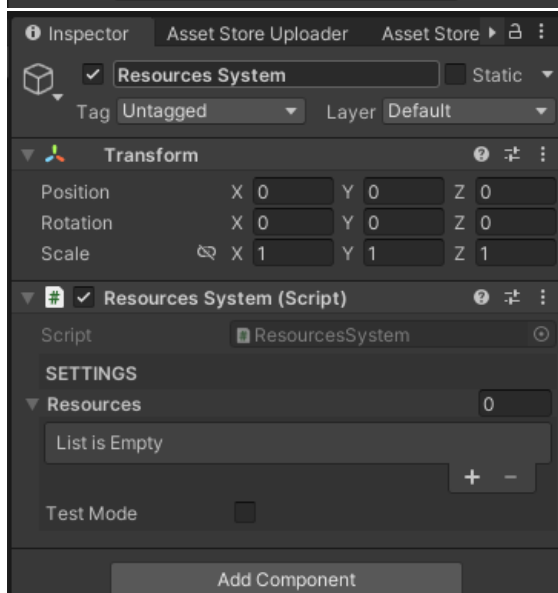 Inspector Asset Store Uploader Asset Store
Resources System Static
Tag Untagged Layer Default
Transform
Position X 0 Y 0 Z 0
Rotation X 0 Y 0 Z 0
Scale X 1 Y 1 Z 1
# Resources System (Script)
Script # ResourcesSystem
SETTINGS
Resources 0
List is Empty
+ −
Test Mode
Add Component